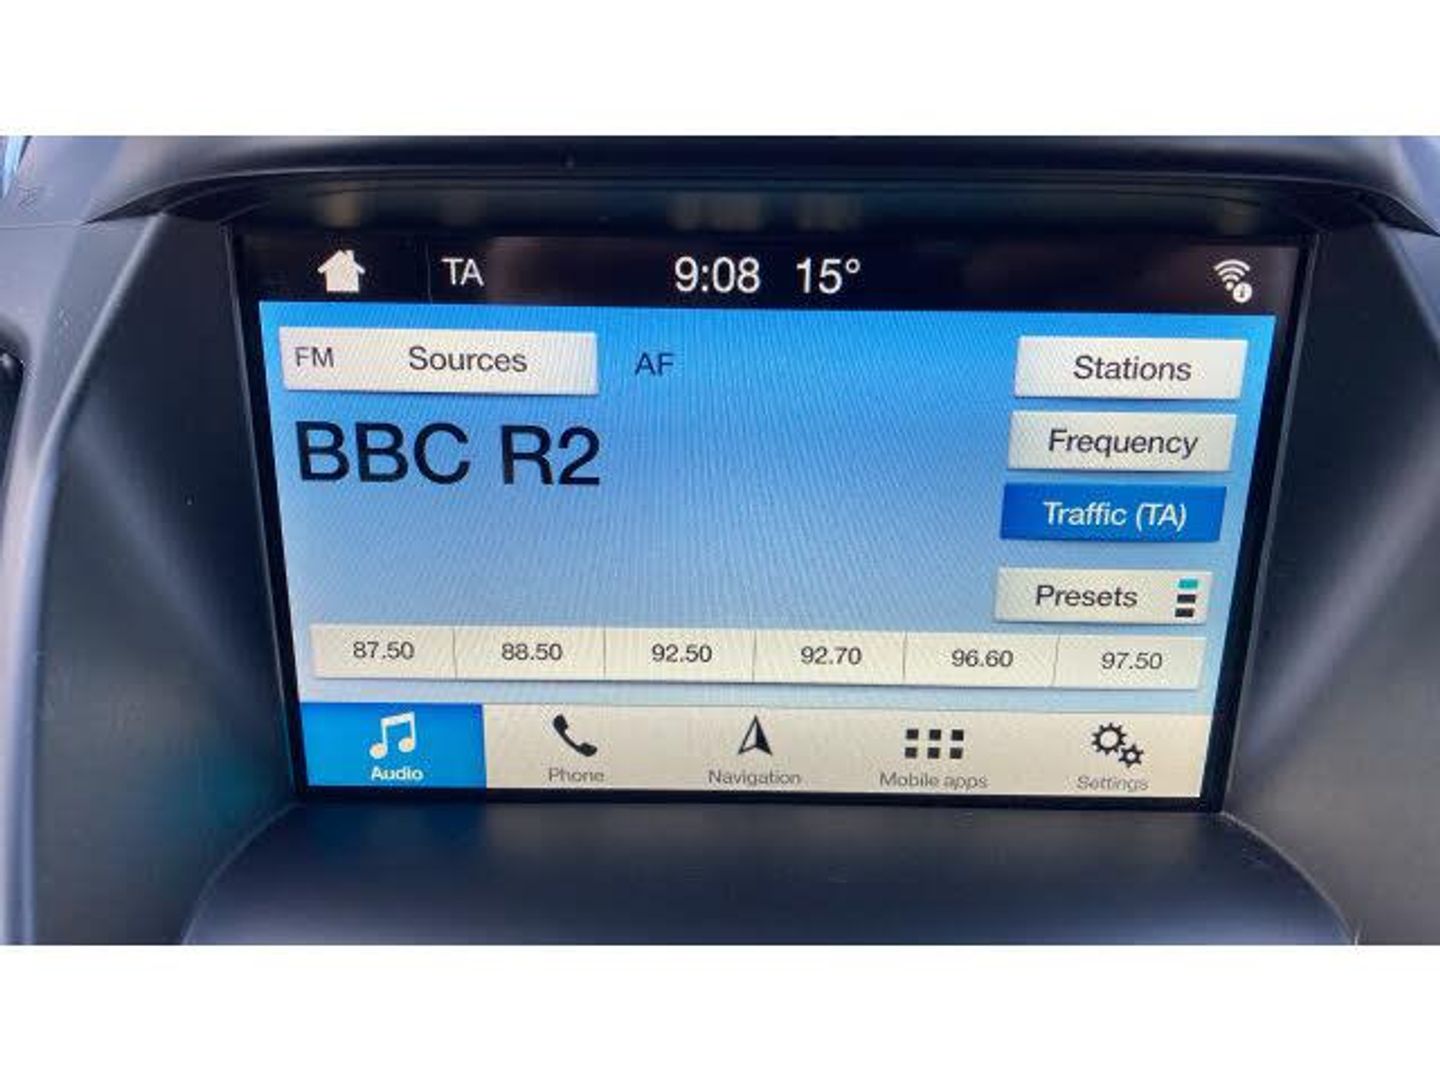 TA 9:08 15°
FM Sources AF Stations
BBC R2
Frequency
Traffic (TA)
Presets
87.50 88.50 92.50 92.70 96.60 97.50
Audio Phone Navigation Mobile apps Settings